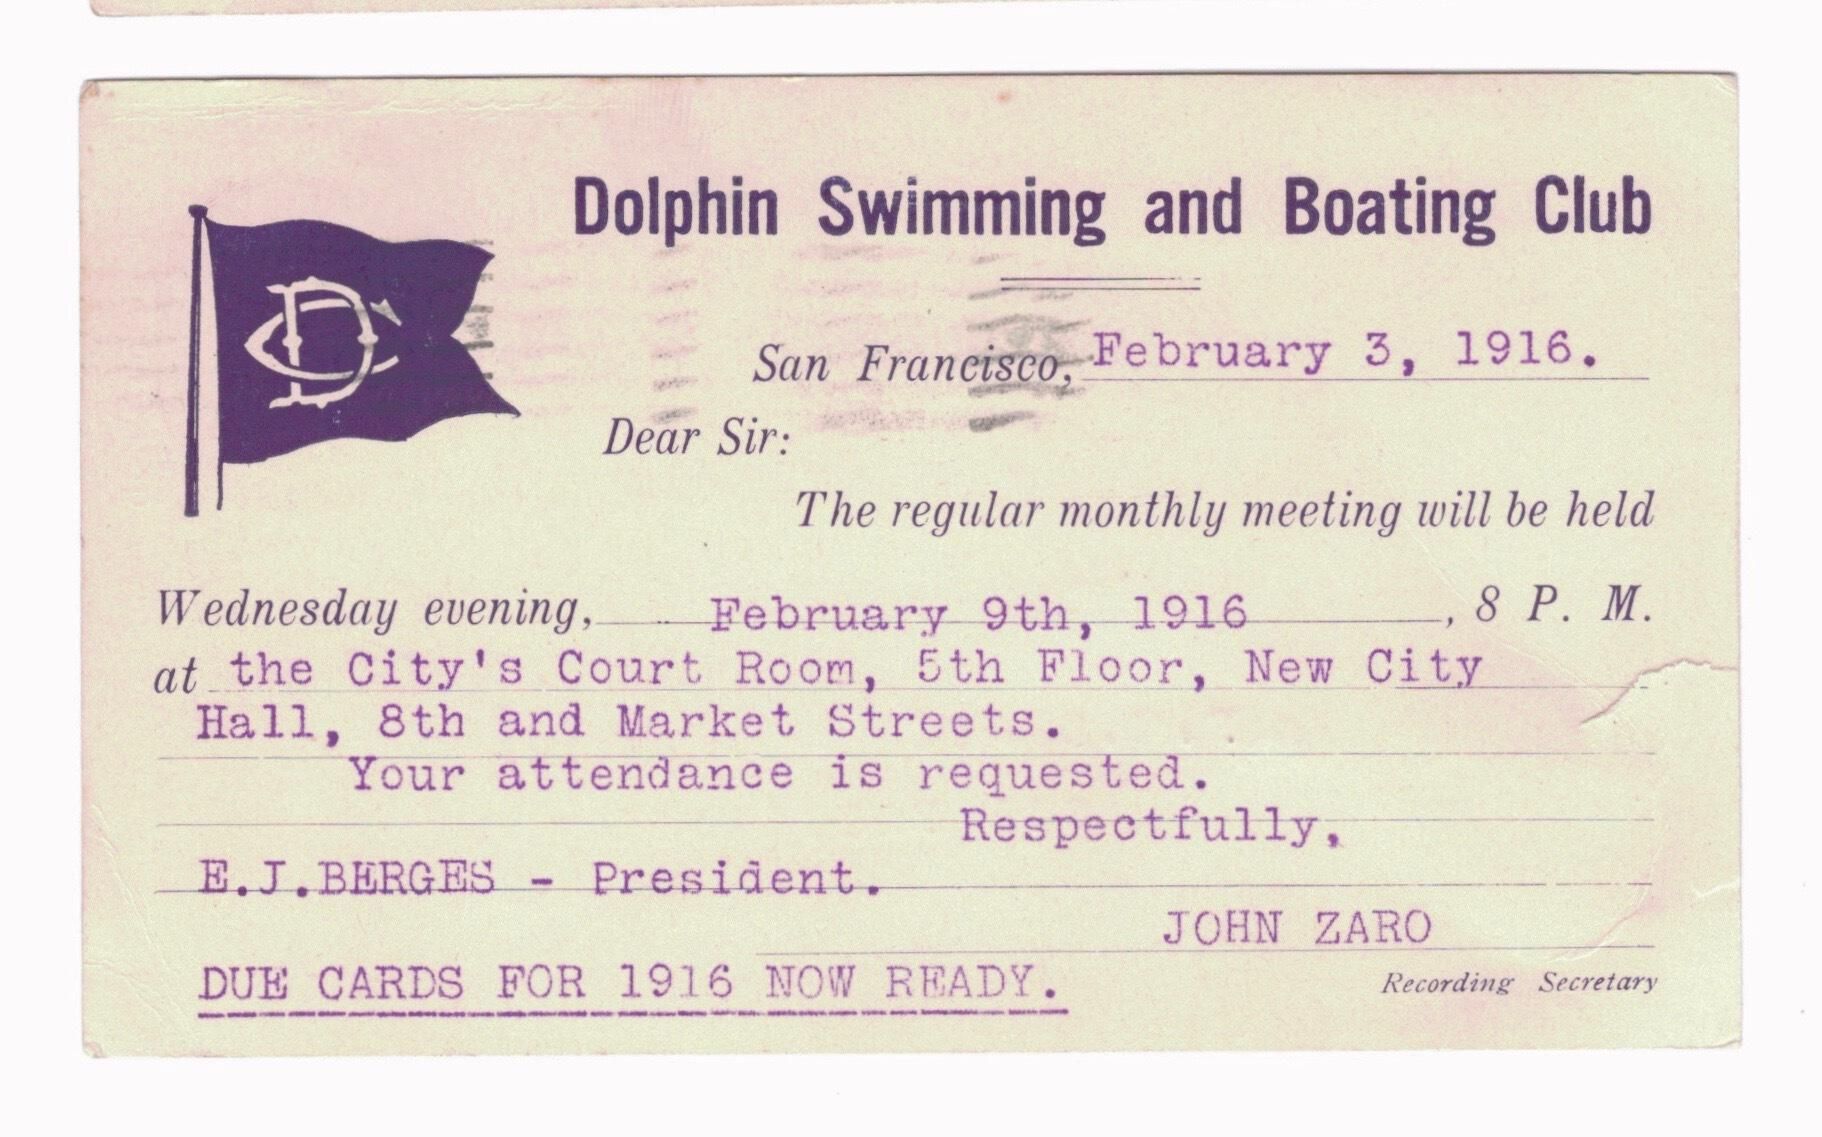 Dolphin Swimming and Boating Club
DC
San Francisco, February 3, 1916.
Dear Sir:
The regular monthly meeting will be held
Wednesday evening, February 9th, 1916, 8 P. M.
at the City's Court Room, 5th Floor, New City
Hall, 8th and Market Streets.
Your attendance is requested.
Respectfully,
E.J.BERGES - President.
JOHN ZARO
Recording Secretary
DUE CARDS FOR 1916 NOW READY.